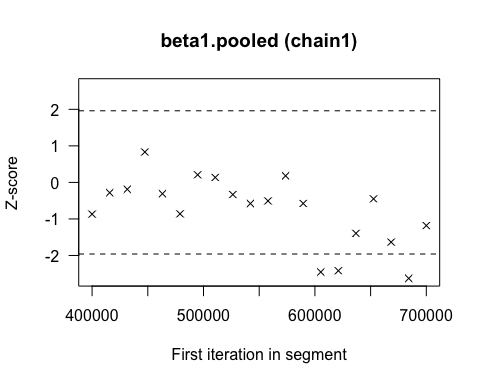 beta1.pooled (chain1)
Z-score
2
1
0
-1
-2
400000 500000 600000 700000
First iteration in segment